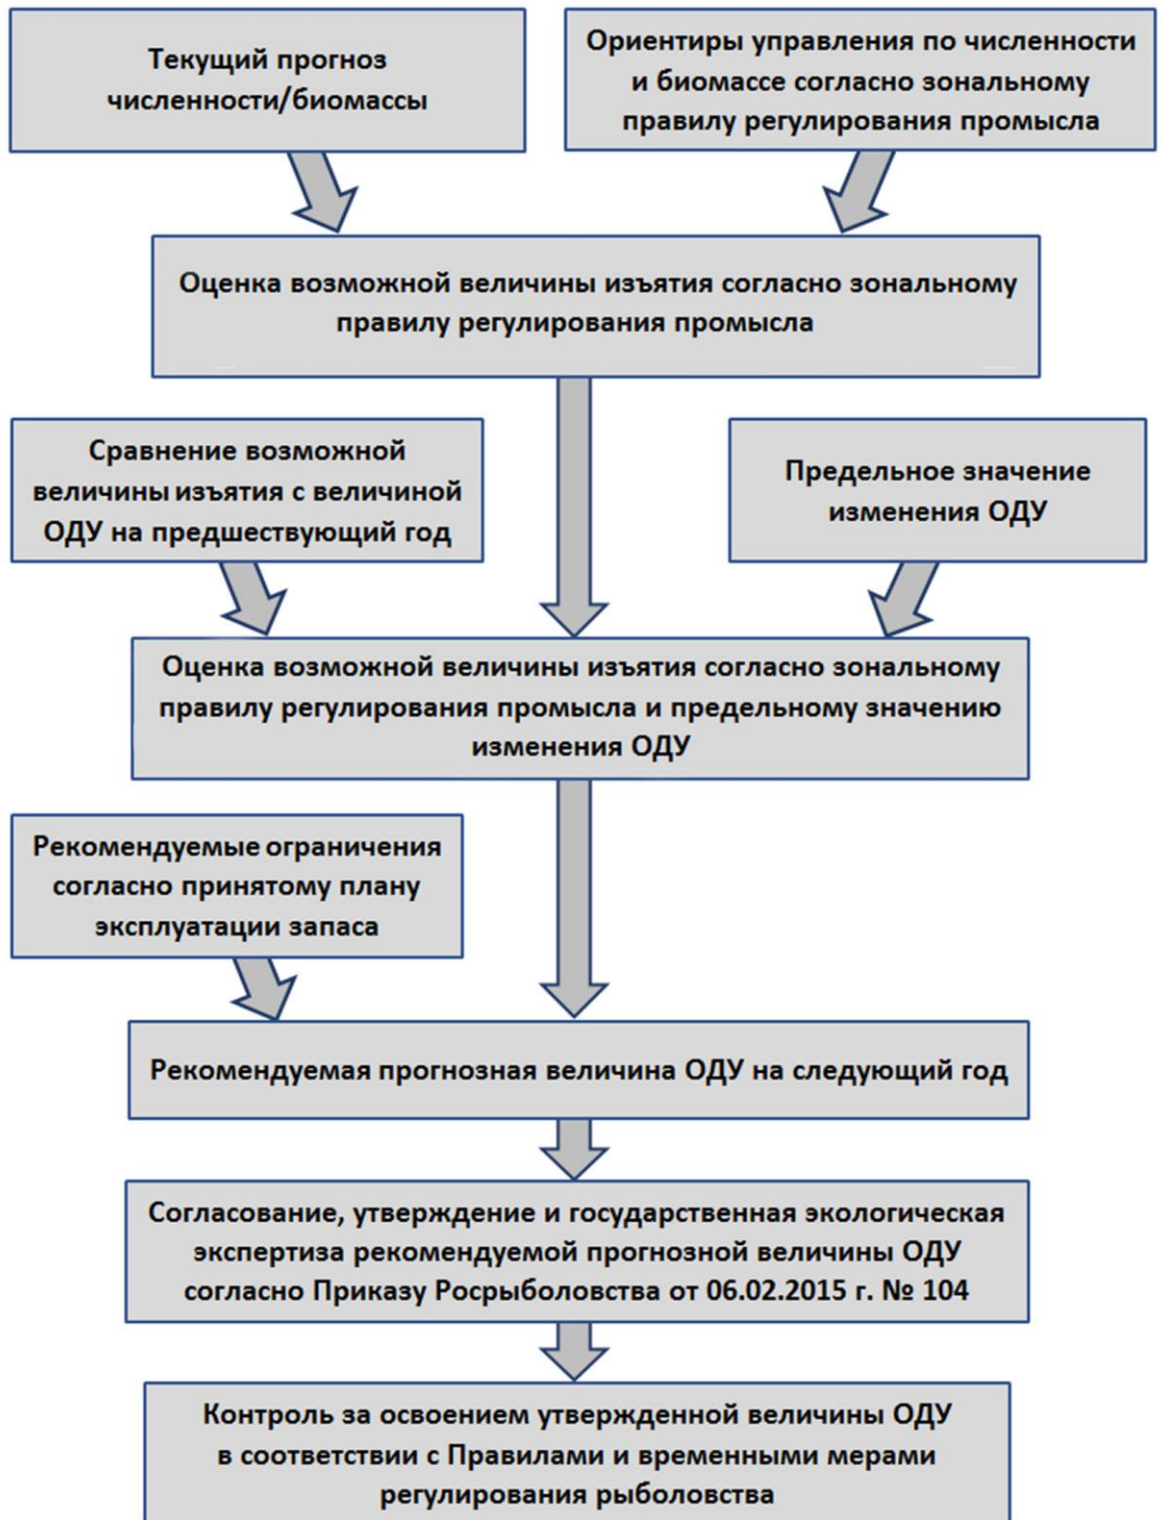 Текущий прогноз
численности/биомассы
Ориентиры управления по численности
и биомассе согласно зональному
правилу регулирования промысла
Оценка возможной величины изъятия согласно зональному
правилу регулирования промысла
Сравнение возможной
величины изъятия с величиной
ОДУ на предшествующий год
Предельное значение
изменения ОДУ
Оценка возможной величины изъятия согласно зональному
правилу регулирования промысла и предельному значению
изменения ОДУ
Рекомендуемые ограничения
согласно принятому плану
эксплуатации запаса
Рекомендуемая прогнозная величина ОДУ на следующий год
Согласование, утверждение и государственная экологическая
экспертиза рекомендуемой прогнозной величины ОДУ
согласно Приказу Росрыболовства от 06.02.2015 г. № 104
Контроль за освоением утвержденной величины ОДУ
в соответствии с Правилами и временными мерами
регулирования рыболовства